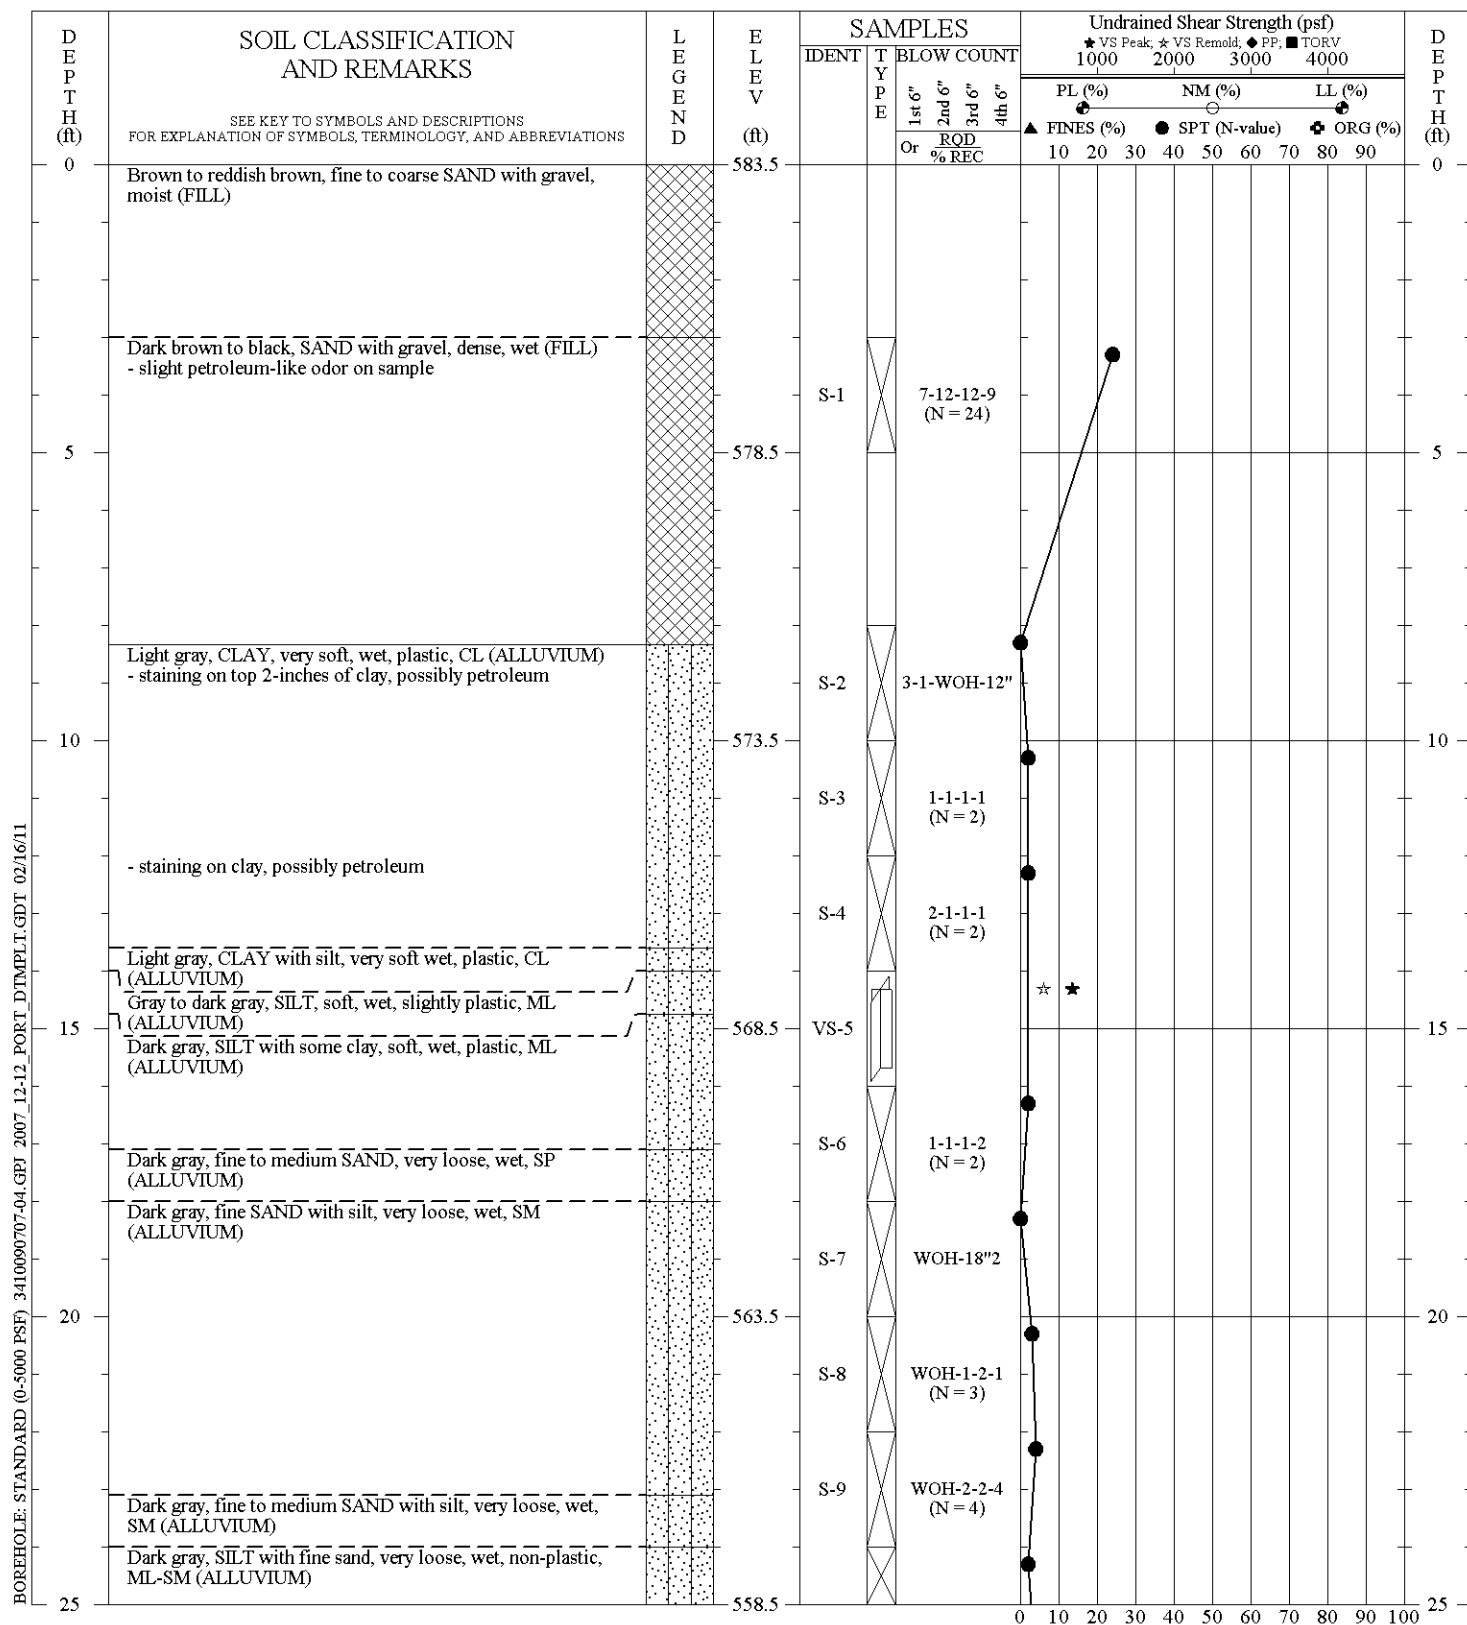 DEPTH (ft)
SOIL CLASSIFICATION
AND REMARKS
SEE KEY TO SYMBOLS AND DESCRIPTIONS
FOR EXPLANATION OF SYMBOLS, TERMINOLOGY, AND ABBREVIATIONS
LEGEND
ELEV (ft)
SAMPLES
IDENT
TYPE
BLOW COUNT
1st 6"
2nd 6"
3rd 6"
4th 6"
Or RQD
% REC
Undrained Shear Strength (psf)
★ VS Peak; ☆ VS Remold; ◆ PP; ■ TORV
1000 2000 3000 4000
PL (%) NM (%) LL (%)
▲ FINES (%) ● SPT (N-value) ✚ ORG (%)
10 20 30 40 50 60 70 80 90
DEPTH (ft)
0 583.5 0
Brown to reddish brown, fine to coarse SAND with gravel,
moist (FILL)
Dark brown to black, SAND with gravel, dense, wet (FILL)
- slight petroleum-like odor on sample
S-1 7-12-12-9
(N = 24)
5 578.5 5
Light gray, CLAY, very soft, wet, plastic, CL (ALLUVIUM)
- staining on top 2-inches of clay, possibly petroleum
S-2 3-1-WOH-12"
10 573.5 10
S-3 1-1-1-1
(N = 2)
- staining on clay, possibly petroleum
S-4 2-1-1-1
(N = 2)
Light gray, CLAY with silt, very soft wet, plastic, CL
(ALLUVIUM)
Gray to dark gray, SILT, soft, wet, slightly plastic, ML
(ALLUVIUM)
15 568.5 VS-5 15
Dark gray, SILT with some clay, soft, wet, plastic, ML
(ALLUVIUM)
S-6 1-1-1-2
(N = 2)
Dark gray, fine to medium SAND, very loose, wet, SP
(ALLUVIUM)
Dark gray, fine SAND with silt, very loose, wet, SM
(ALLUVIUM)
S-7 WOH-18"2
20 563.5 20
S-8 WOH-1-2-1
(N = 3)
S-9 WOH-2-2-4
(N = 4)
Dark gray, fine to medium SAND with silt, very loose, wet,
SM (ALLUVIUM)
Dark gray, SILT with fine sand, very loose, wet, non-plastic,
ML-SM (ALLUVIUM)
25 558.5 25
0 10 20 30 40 50 60 70 80 90 100
BOREHOLE: STANDARD (0-5000 PSF) 3410090707-04.GPJ 2007_12-12_PORT_DTMPLT.GDT 02/16/11